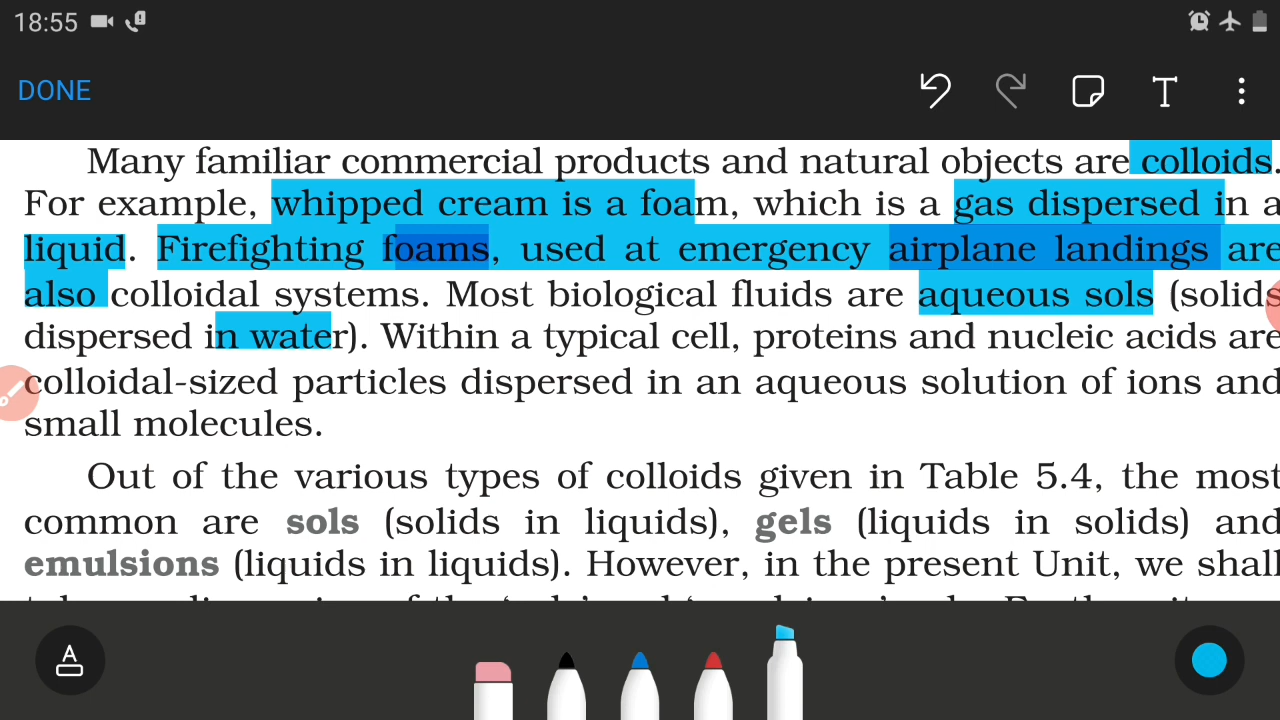 18:55
DONE
T
Many familiar commercial products and natural objects are colloids.
For example, whipped cream is a foam, which is a gas dispersed in a
liquid. Firefighting foams, used at emergency airplane landings are
also colloidal systems. Most biological fluids are aqueous sols (solids
dispersed in water). Within a typical cell, proteins and nucleic acids are
colloidal-sized particles dispersed in an aqueous solution of ions and
small molecules.
Out of the various types of colloids given in Table 5.4, the most
common are sols (solids in liquids), gels (liquids in solids) and
emulsions (liquids in liquids). However, in the present Unit, we shall
A